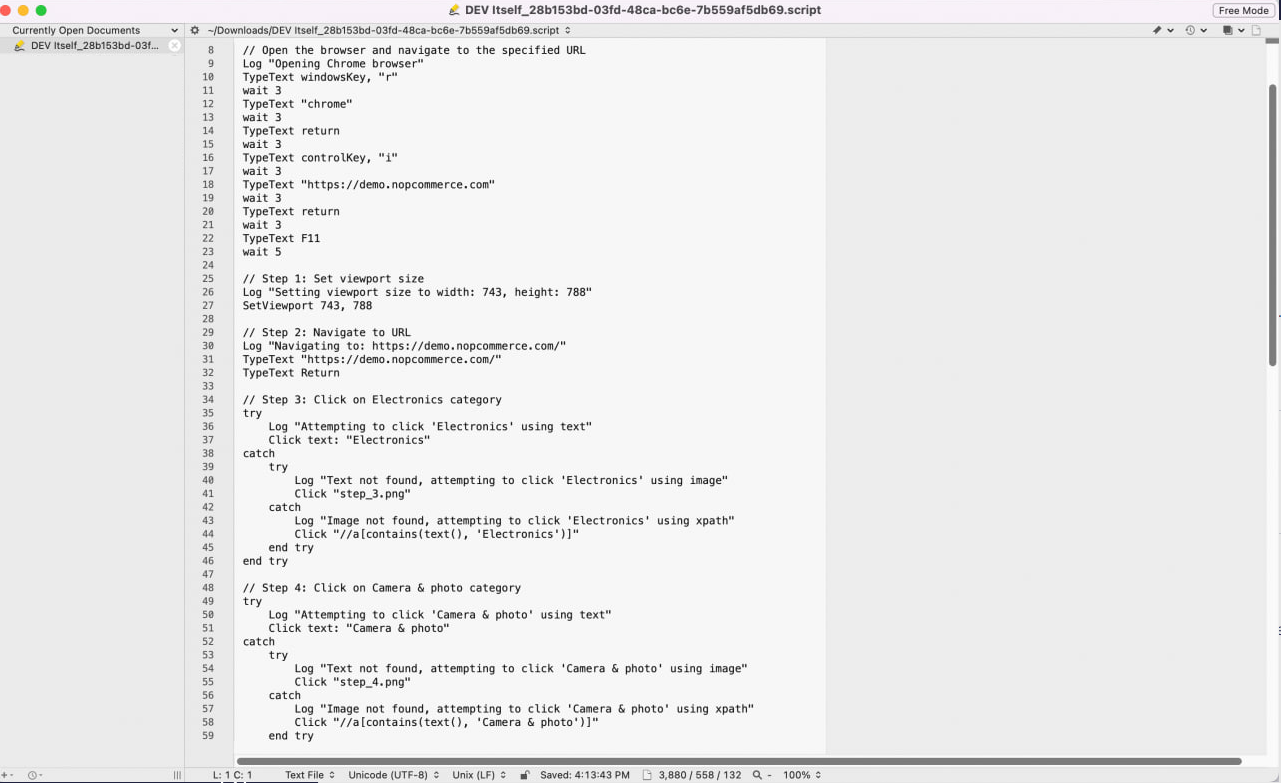 DEV Itself_28b153bd-03fd-48ca-bc6e-7b559af5db69.script
Free Mode
Currently Open Documents
~/Downloads/DEV Itself_28b153bd-03fd-48ca-bc6e-7b559af5db69.script
DEV Itself_28b153bd-03f...
8 // Open the browser and navigate to the specified URL
9 Log "Opening Chrome browser"
10 TypeText windowsKey, "r"
11 wait 3
12 TypeText "chrome"
13 wait 3
14 TypeText return
15 wait 3
16 TypeText controlKey, "i"
17 wait 3
18 TypeText "https://demo.nopcommerce.com"
19 wait 3
20 TypeText return
21 wait 3
22 TypeText F11
23 wait 5
24
25 // Step 1: Set viewport size
26 Log "Setting viewport size to width: 743, height: 788"
27 SetViewport 743, 788
28
29 // Step 2: Navigate to URL
30 Log "Navigating to: https://demo.nopcommerce.com/"
31 TypeText "https://demo.nopcommerce.com/"
32 TypeText Return
33
34 // Step 3: Click on Electronics category
35 try
36     Log "Attempting to click 'Electronics' using text"
37     Click text: "Electronics"
38 catch
39     try
40         Log "Text not found, attempting to click 'Electronics' using image"
41         Click "step_3.png"
42     catch
43         Log "Image not found, attempting to click 'Electronics' using xpath"
44         Click "//a[contains(text(), 'Electronics')]"
45     end try
46 end try
47
48 // Step 4: Click on Camera & photo category
49 try
50     Log "Attempting to click 'Camera & photo' using text"
51     Click text: "Camera & photo"
52 catch
53     try
54         Log "Text not found, attempting to click 'Camera & photo' using image"
55         Click "step_4.png"
56     catch
57         Log "Image not found, attempting to click 'Camera & photo' using xpath"
58         Click "//a[contains(text(), 'Camera & photo')]"
59     end try
L: 1 C: 1 Text File Unicode (UTF-8) Unix (LF) Saved: 4:13:43 PM 3,880 / 558 / 132 100%